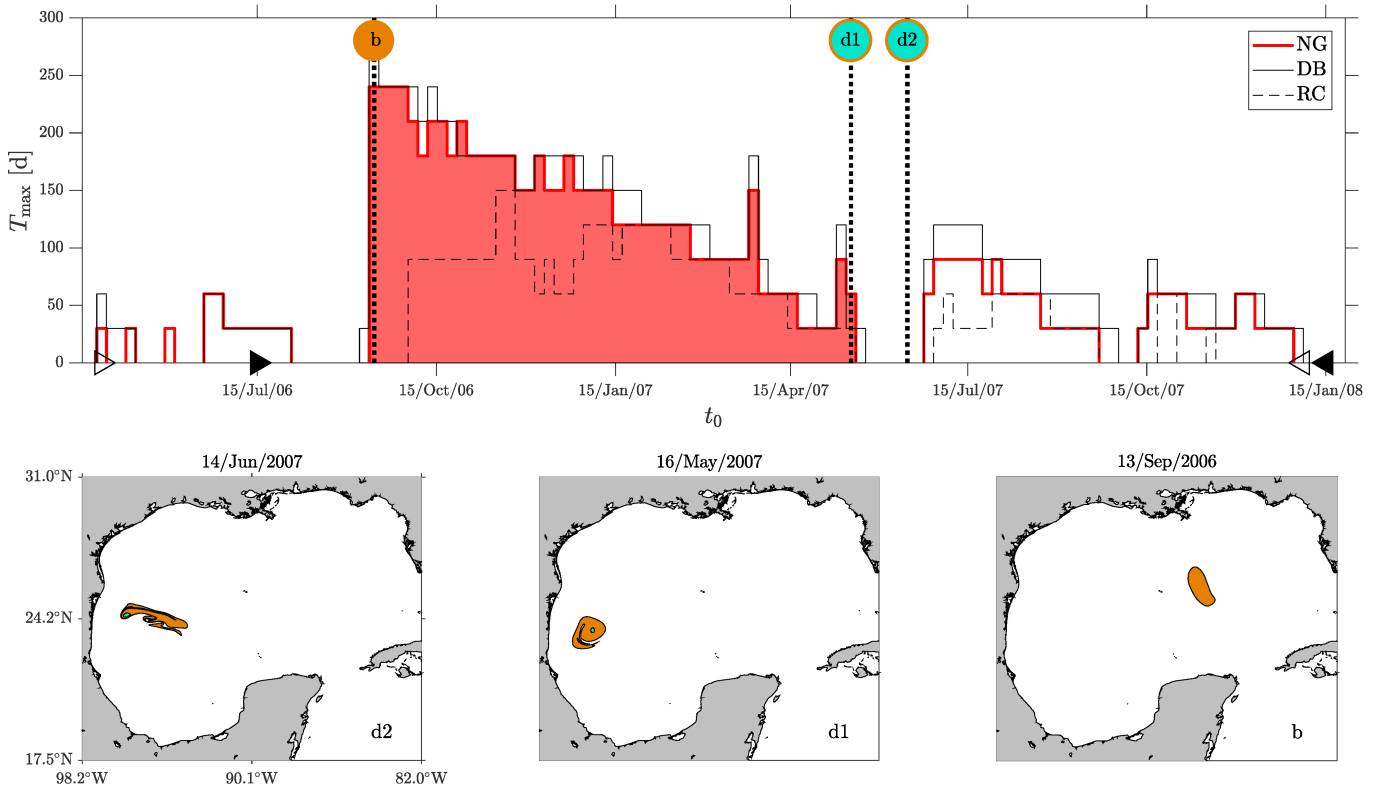 300
250
200
150
100
50
0
T_max [d]
b
d1
d2
NG
DB
RC
15/Jul/06
15/Oct/06
15/Jan/07
15/Apr/07
15/Jul/07
15/Oct/07
15/Jan/08
t_0
14/Jun/2007
16/May/2007
13/Sep/2006
31.0°N
24.2°N
17.5°N
98.2°W
90.1°W
82.0°W
d2
d1
b